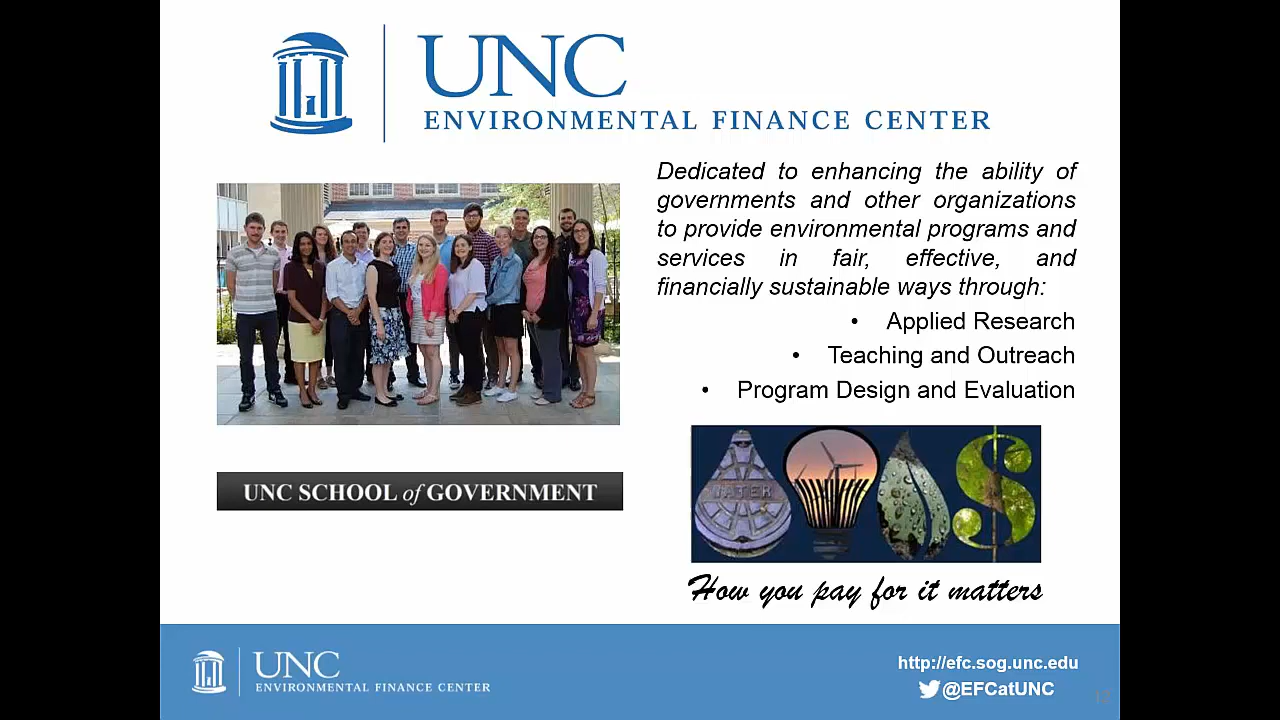 UNC
ENVIRONMENTAL FINANCE CENTER
Dedicated to enhancing the ability of
governments and other organizations
to provide environmental programs and
services in fair, effective, and
financially sustainable ways through:
• Applied Research
• Teaching and Outreach
• Program Design and Evaluation
UNC SCHOOL of GOVERNMENT
WATER
$
How you pay for it matters
UNC
ENVIRONMENTAL FINANCE CENTER
http://efc.sog.unc.edu
@EFCatUNC
12